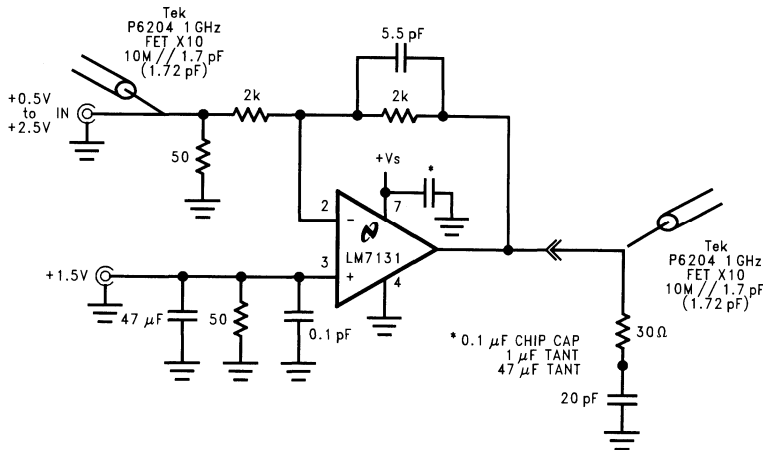 Tek
P6204 1 GHz
FET X10
10M // 1.7 pF
(1.72 pF)
5.5 pF
+0.5V
to IN
+2.5V
2k
2k
50
+Vs
*
7
2
-
LM7131
3
+
4
+1.5V
47 µF
50
0.1 pF
Tek
P6204 1 GHz
FET X10
10M // 1.7 pF
(1.72 pF)
* 0.1 µF CHIP CAP
1 µF TANT
47 µF TANT
30Ω
20 pF